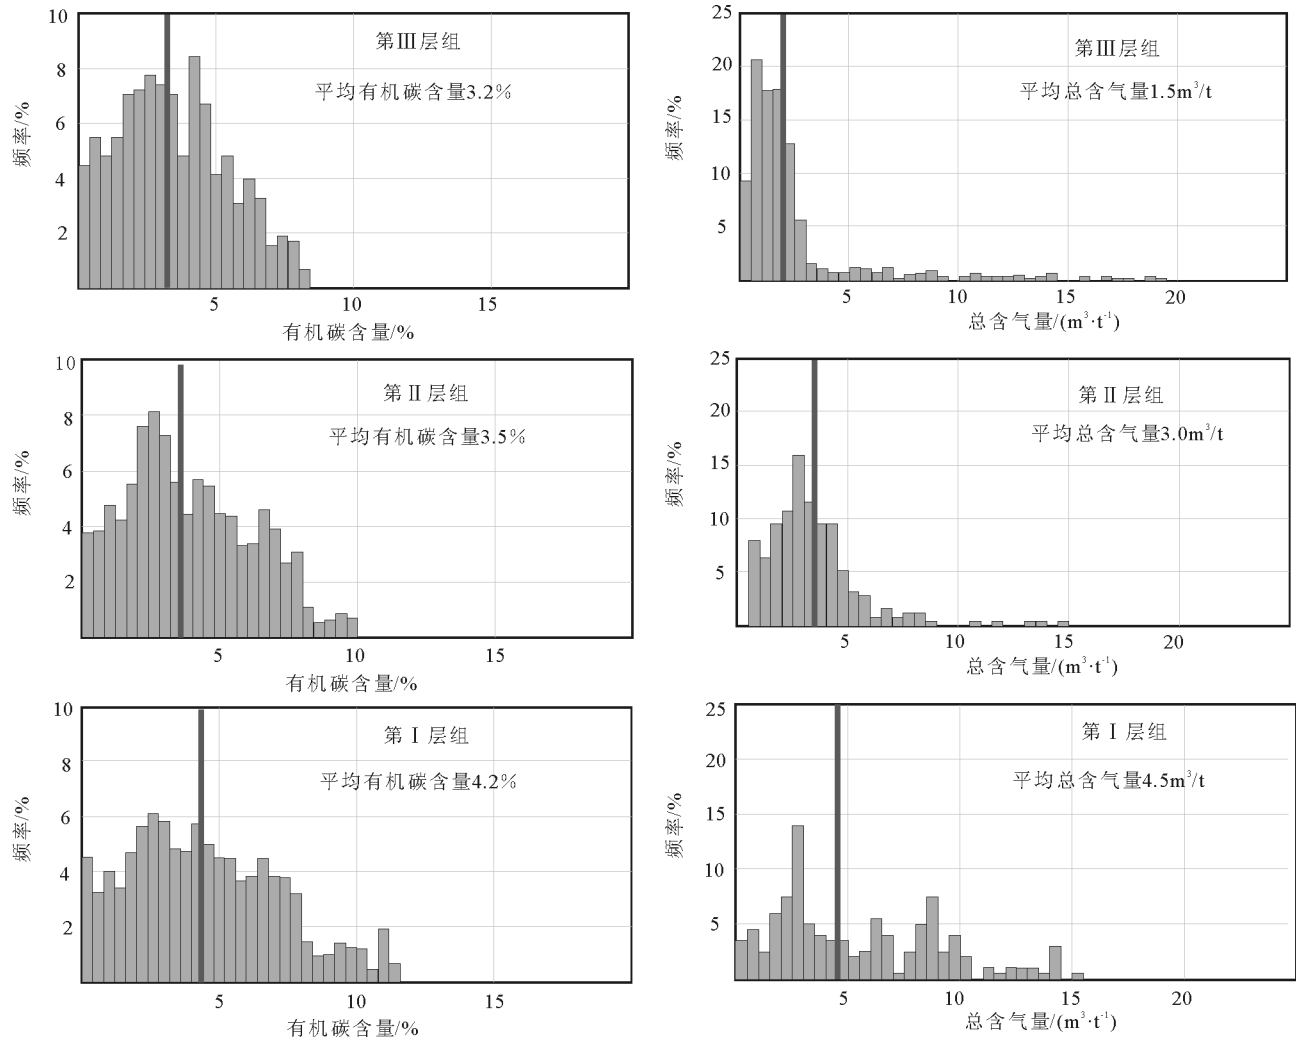 10
8
6
4
2
频率/%
第Ⅲ层组
平均有机碳含量3.2%
5
10
15
有机碳含量/%
25
20
15
10
5
频率/%
第Ⅲ层组
平均总含气量1.5m³/t
5
10
15
20
总含气量/(m³·t⁻¹)
10
8
6
4
2
频率/%
第Ⅱ层组
平均有机碳含量3.5%
5
10
15
有机碳含量/%
25
20
15
10
5
频率/%
第Ⅱ层组
平均总含气量3.0m³/t
5
10
20
总含气量/(m³·t⁻¹)
10
8
6
4
2
频率/%
第Ⅰ层组
平均有机碳含量4.2%
5
10
15
有机碳含量/%
25
20
15
10
5
频率/%
第Ⅰ层组
平均总含气量4.5m³/t
5
10
15
20
总含气量/(m³·t⁻¹)